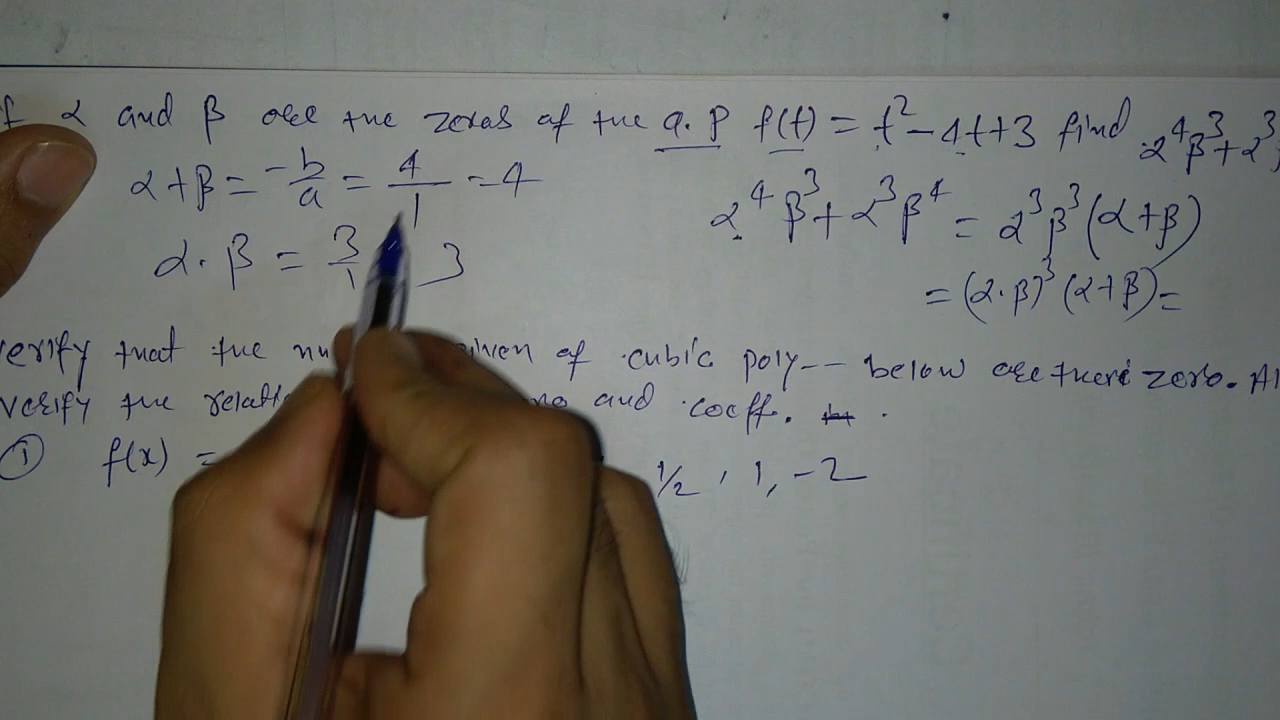 α and β are the zeros of the q. p f(t) = t² - 4t + 3 find α⁴β³ + α³
α + β = -b/a = 4/1 = 4
α⁴β³ + α³β⁴ = α³β³(α+β)
α · β = 3/1 3
= (α·β)³ (α+β) =
verify that the given of cubic poly-- below are there zero.
verify the and coeff.
① f(x) = 1/2 , 1, -2